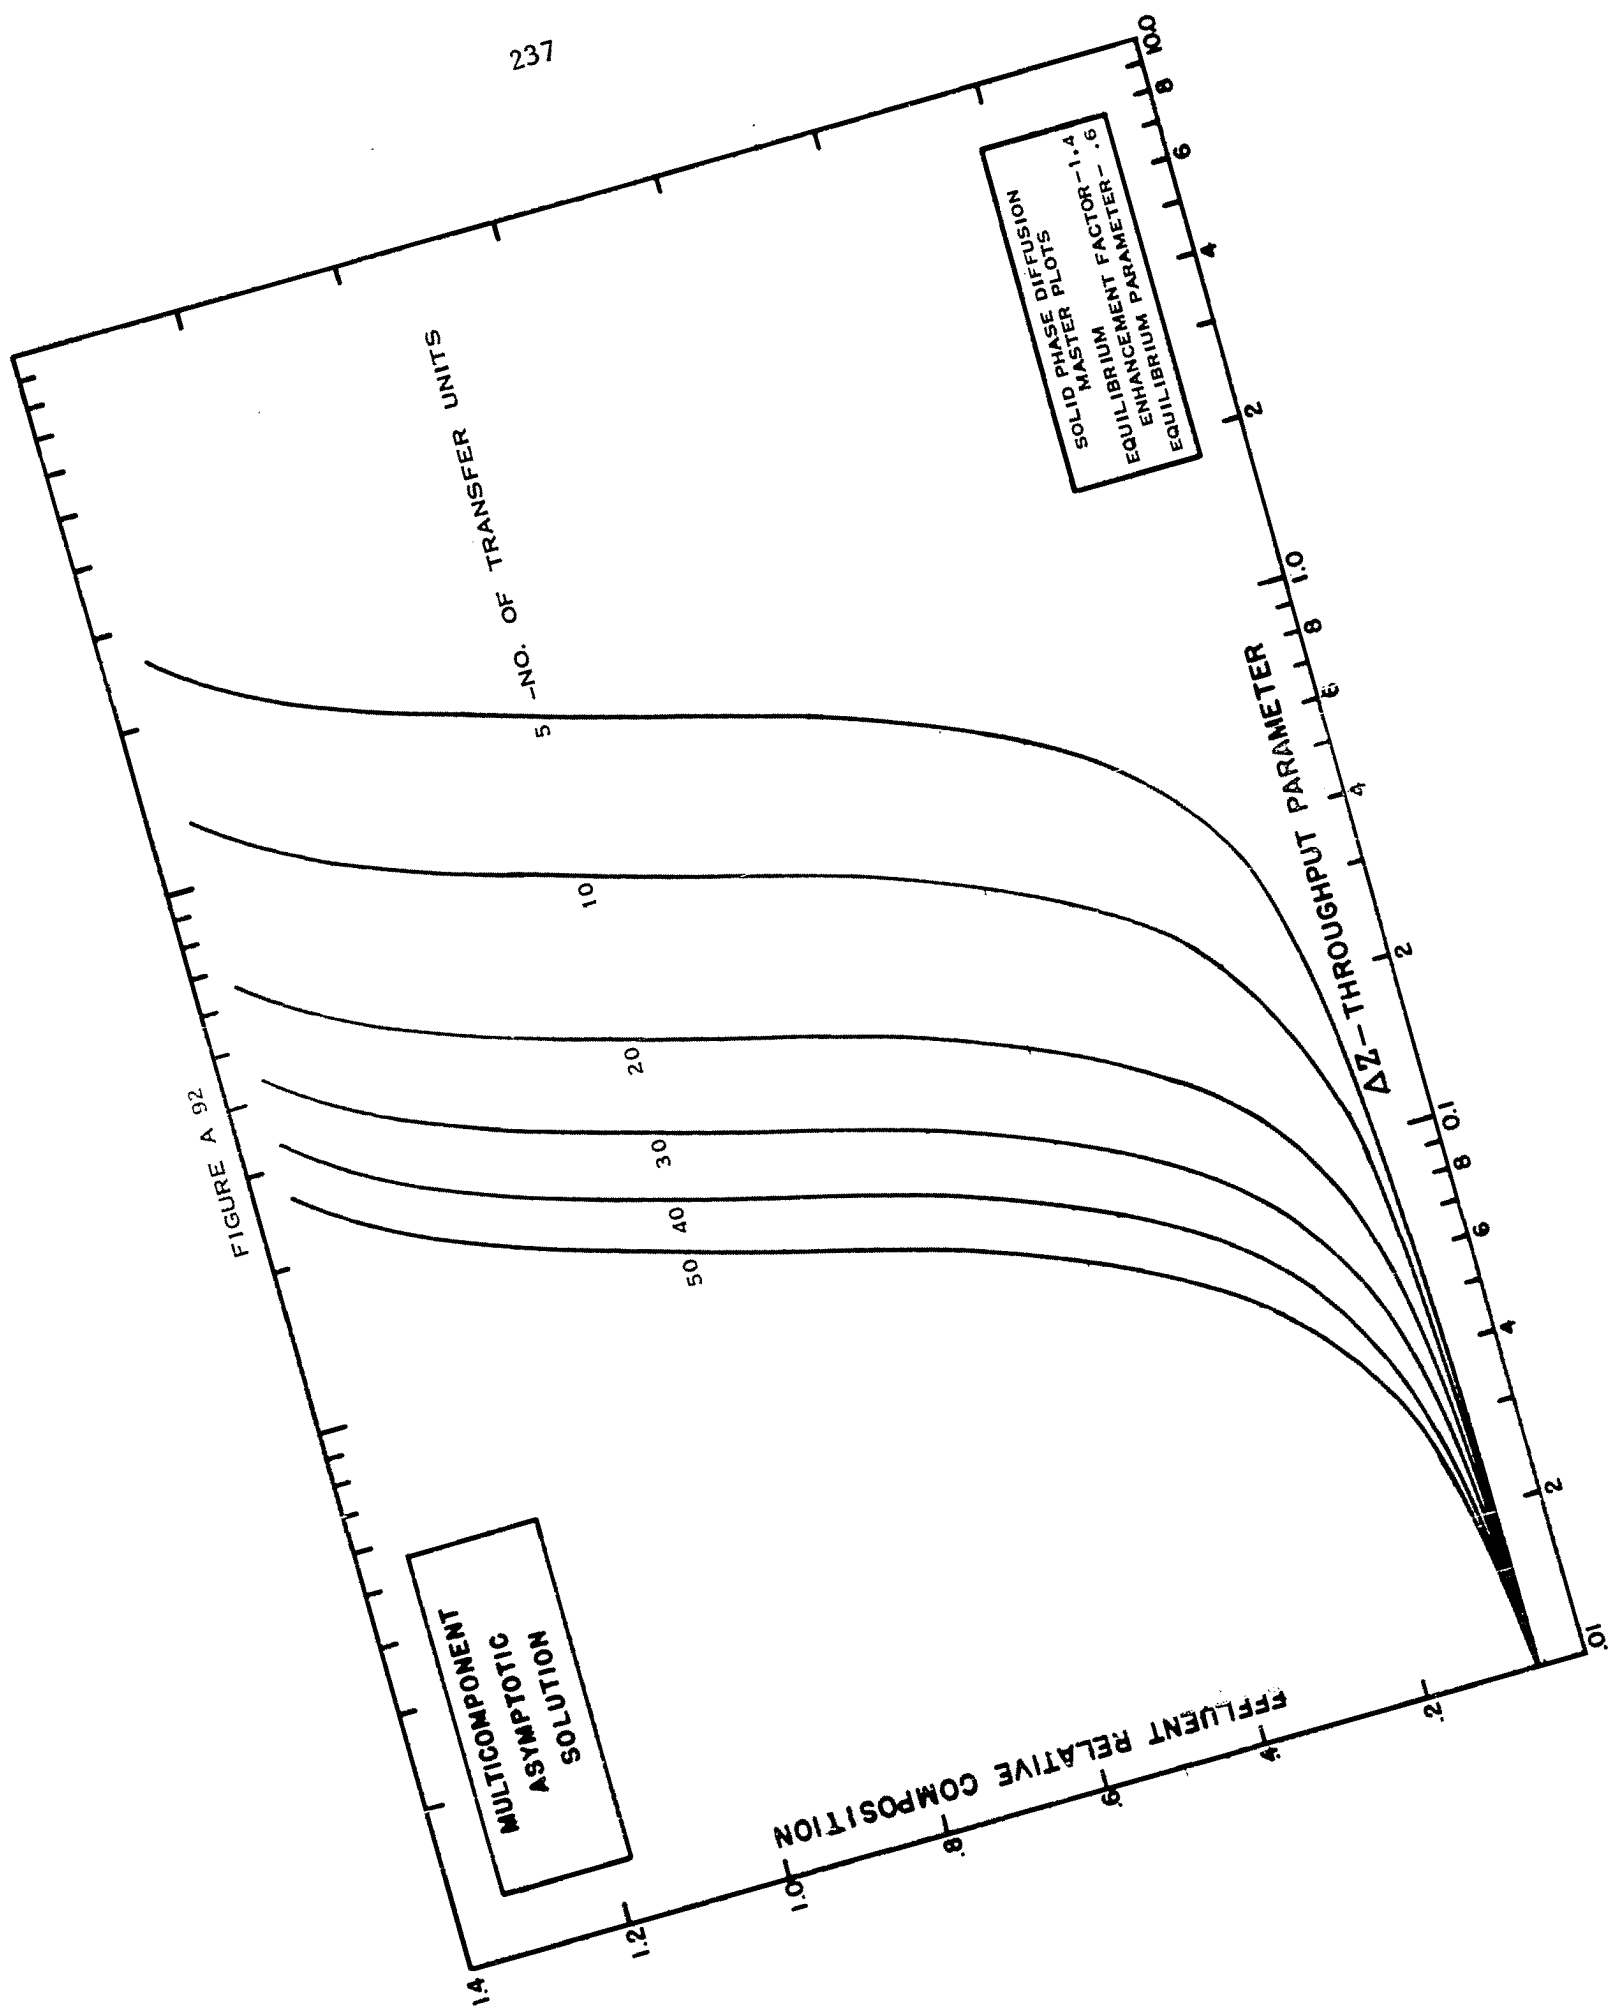 237
FIGURE A 92
MULTICOMPONENT
ASYMPTOTIC
SOLUTION
5 -NO. OF TRANSFER UNITS
10
20
30
40
50
SOLID PHASE DIFFUSION
MASTER PLOTS
EQUILIBRIUM FACTOR-1.4
ENHANCEMENT PARAMETER- .6
EQUILIBRIUM PARAMETER
EFFLUENT RELATIVE COMPOSITION
1.4
1.2
1.0
.8
.6
.4
.2
.01
2
4
6
8
0.1
2
4
6
8
1.0
2
4
6
8
10.0
ΔZ-THROUGHPUT PARAMETER